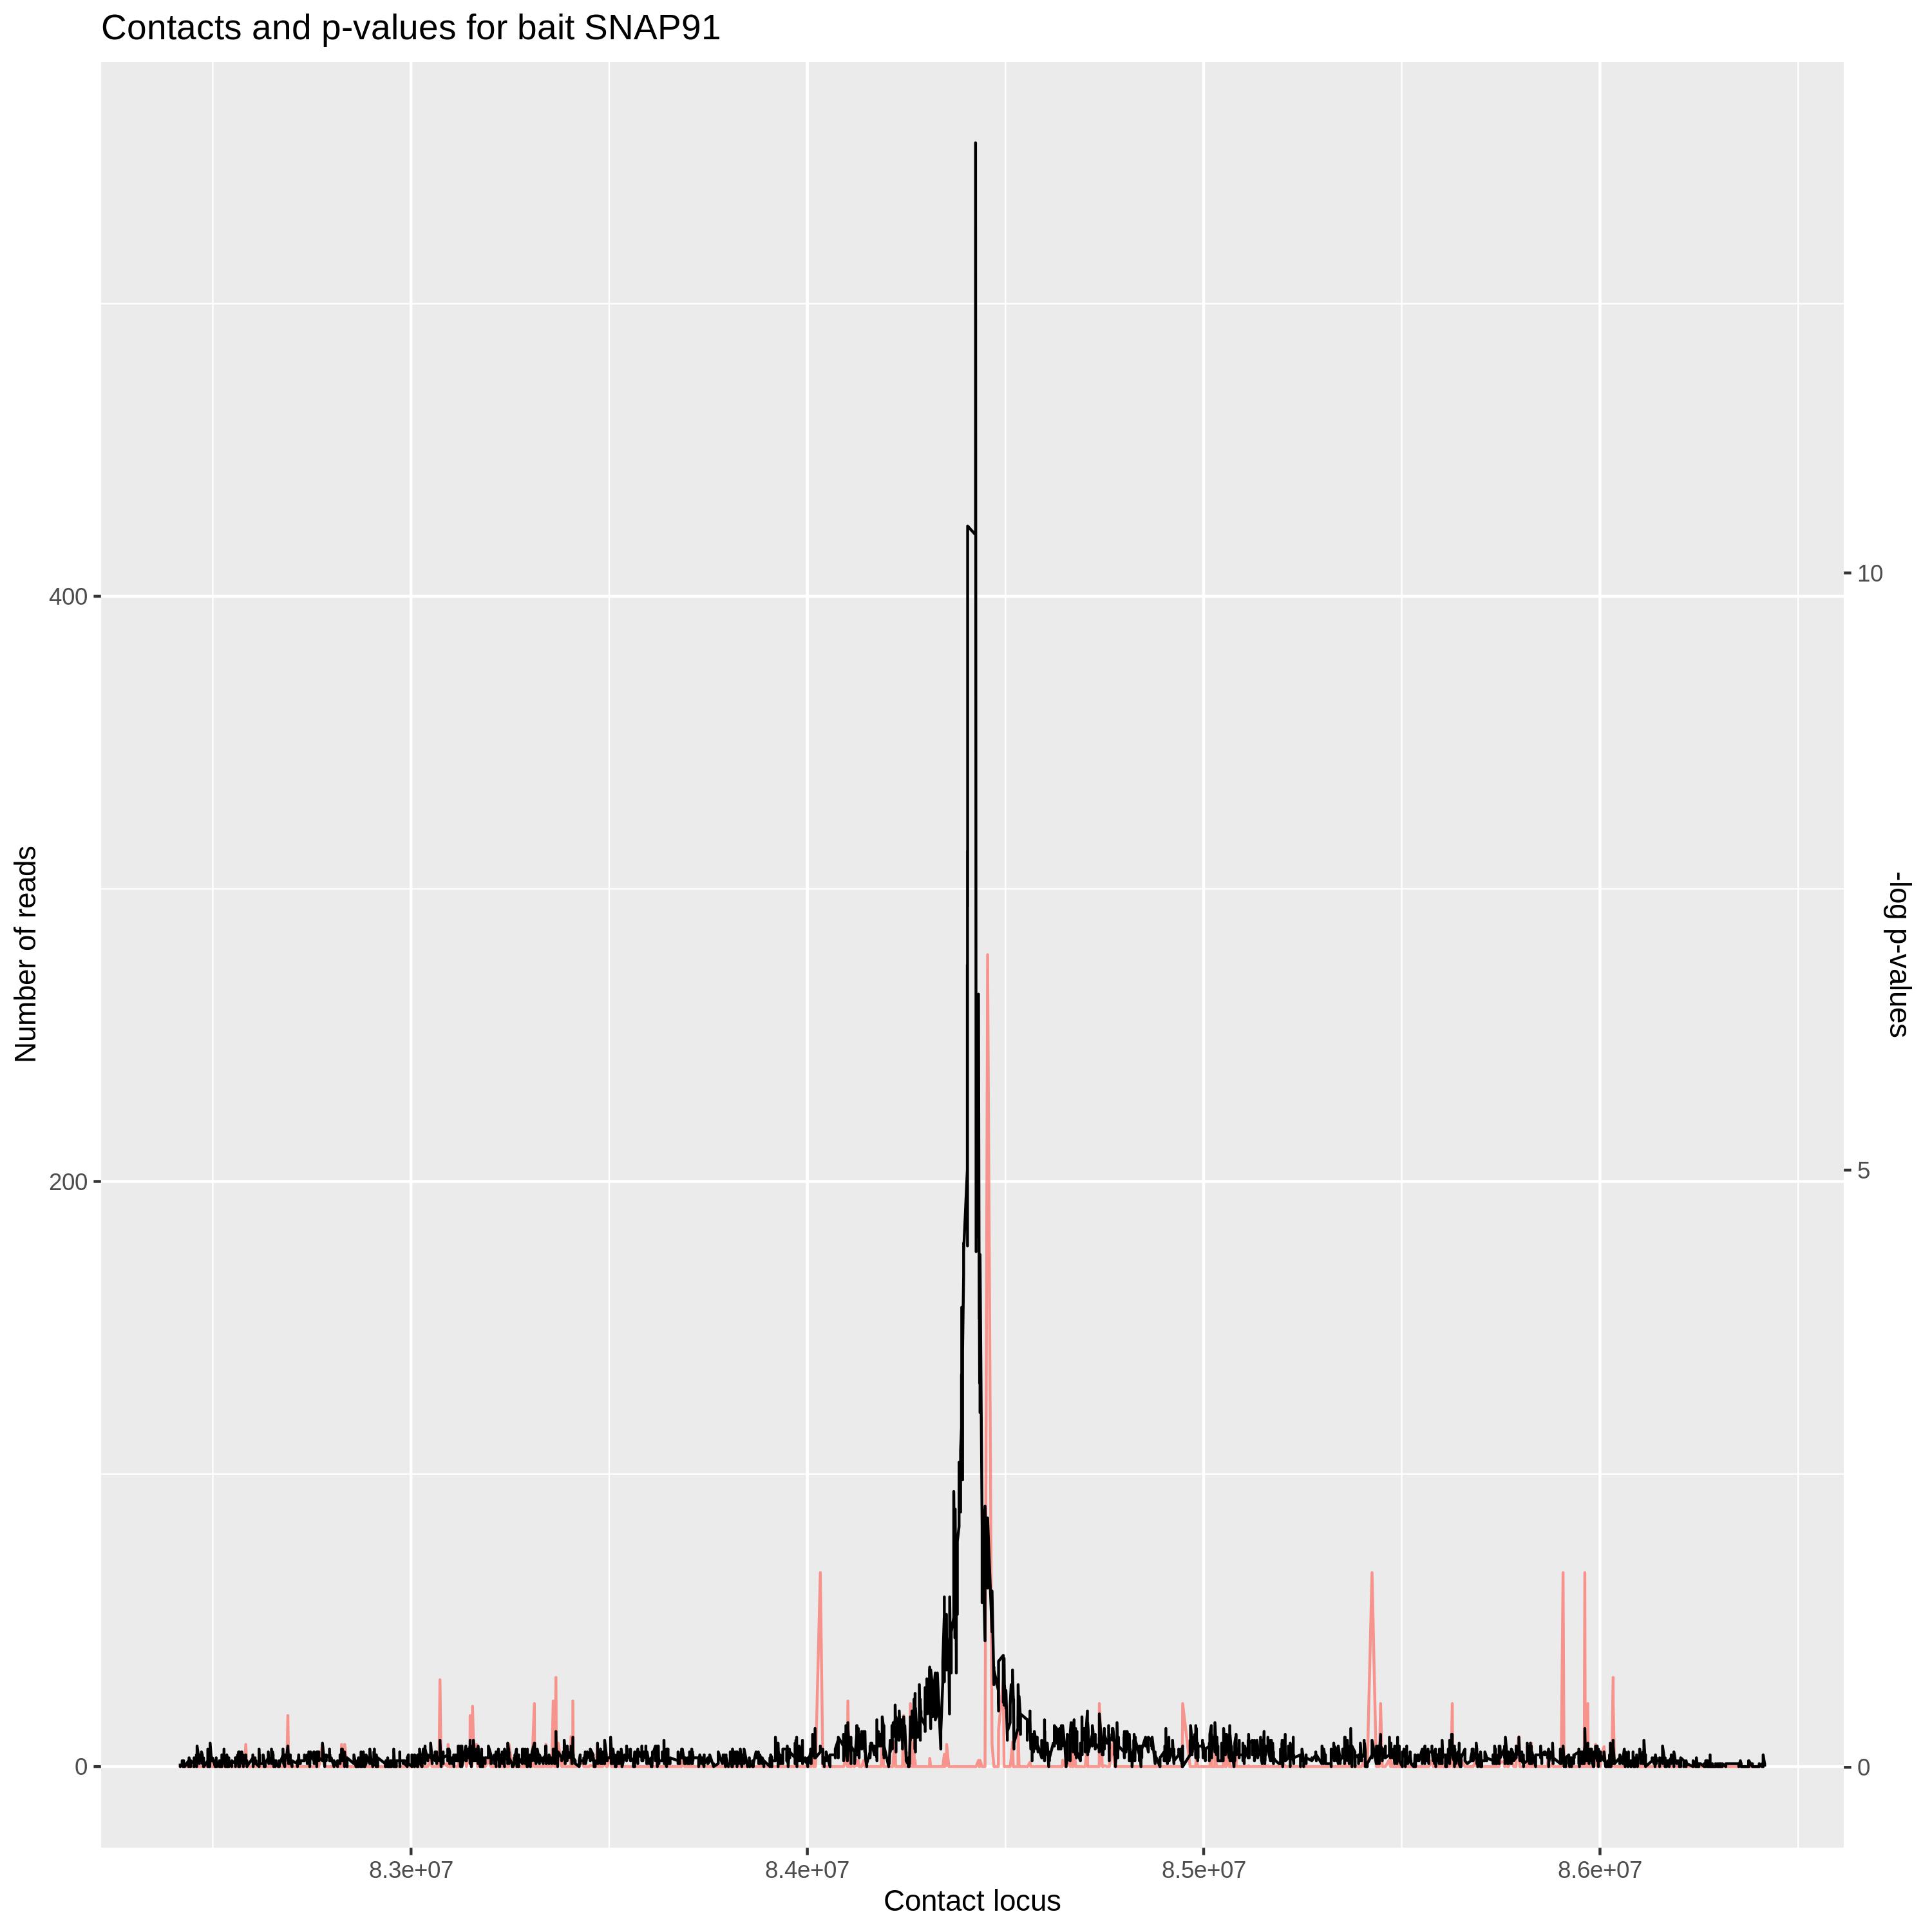 Contacts and p-values for bait SNAP91
Number of reads
400
200
0
10
5
0
-log p-values
8.3e+07
8.4e+07
8.5e+07
8.6e+07
Contact locus